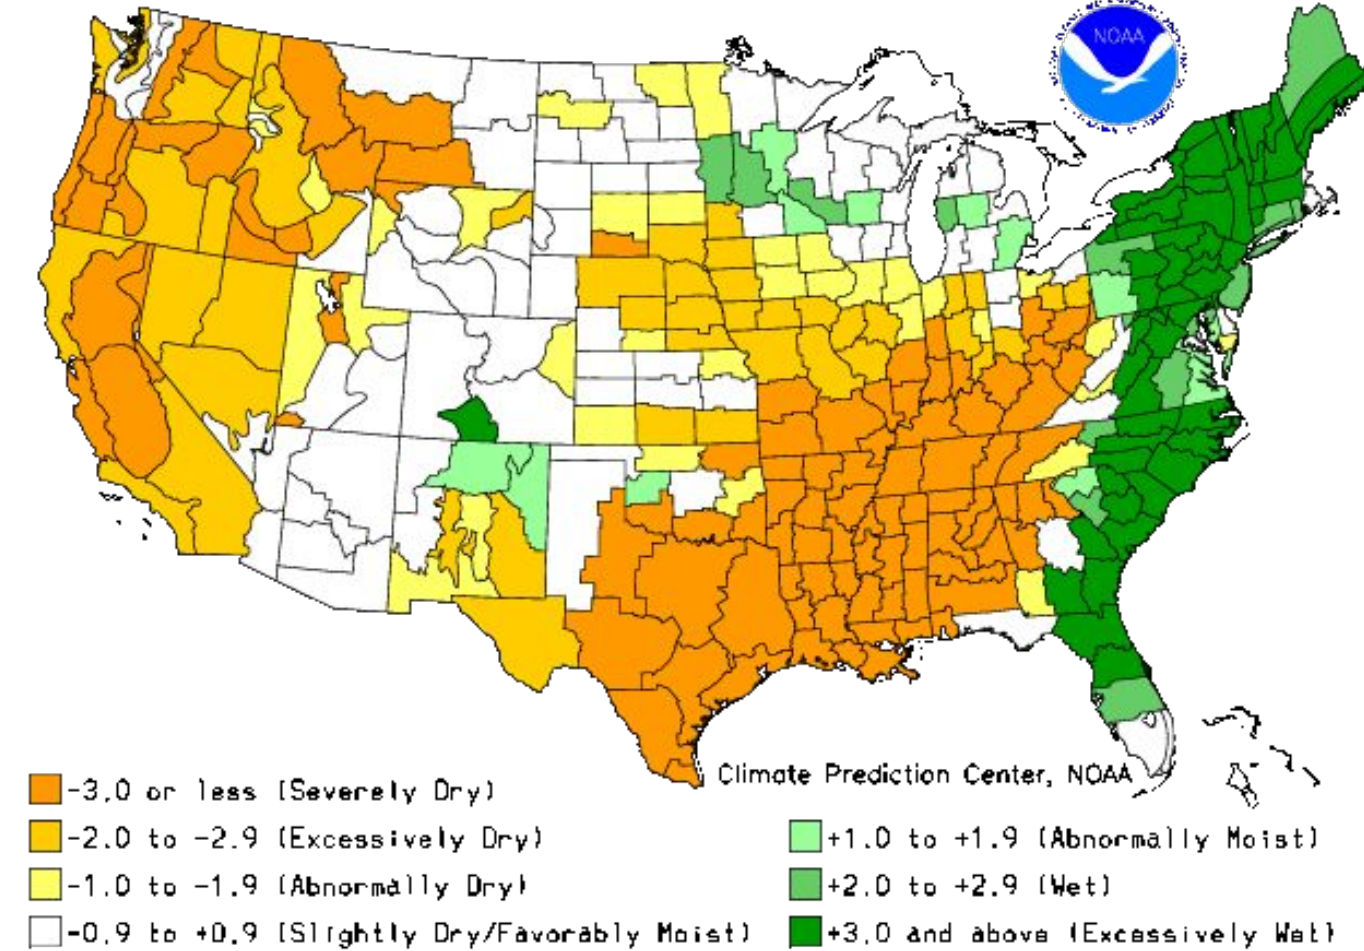 NOAA
Climate Prediction Center, NOAA
-3.0 or less (Severely Dry)
-2.0 to -2.9 (Excessively Dry)
-1.0 to -1.9 (Abnormally Dry)
-0.9 to +0.9 (Slightly Dry/Favorably Moist)
+1.0 to +1.9 (Abnormally Moist)
+2.0 to +2.9 (Wet)
+3.0 and above (Excessively Wet)